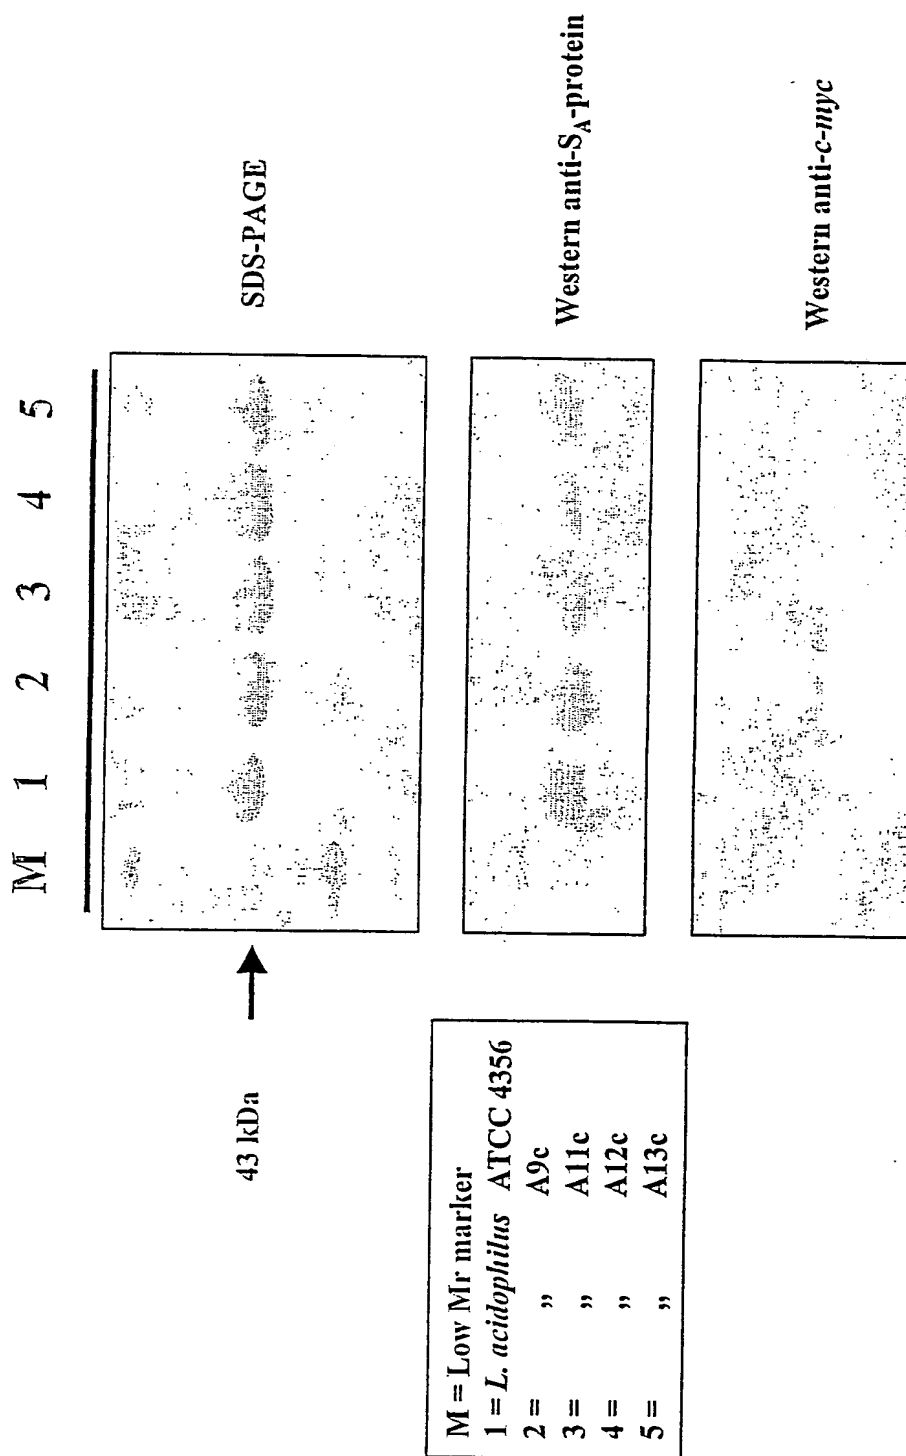 M 1 2 3 4 5
43 kDa
SDS-PAGE
Western anti-S_A-protein
Western anti-c-myc
M = Low Mr marker
1 = L. acidophilus ATCC 4356
2 = " A9c
3 = " A11c
4 = " A12c
5 = " A13c